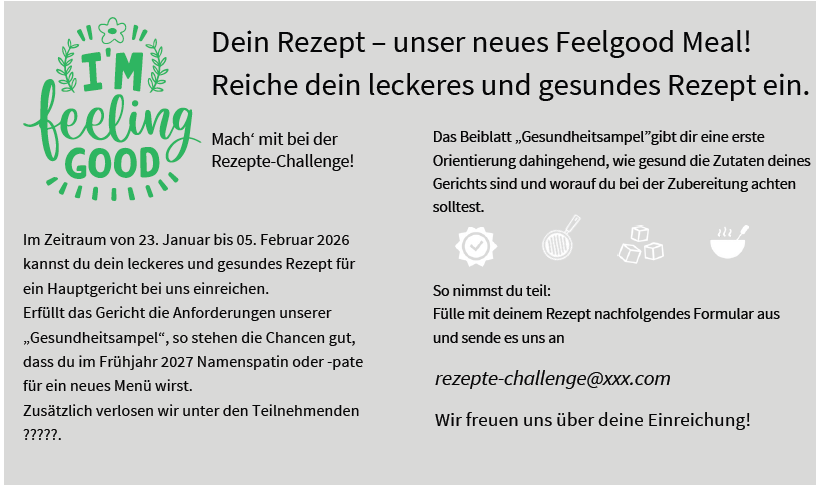 I'M
feeling
GOOD
Dein Rezept – unser neues Feelgood Meal!
Reiche dein leckeres und gesundes Rezept ein.
Mach‘ mit bei der
Rezepte-Challenge!
Im Zeitraum von 23. Januar bis 05. Februar 2026
kannst du dein leckeres und gesundes Rezept für
ein Hauptgericht bei uns einreichen.
Erfüllt das Gericht die Anforderungen unserer
„Gesundheitsampel“, so stehen die Chancen gut,
dass du im Frühjahr 2027 Namenspatin oder -pate
für ein neues Menü wirst.
Zusätzlich verlosen wir unter den Teilnehmenden
?????.
Das Beiblatt „Gesundheitsampel”gibt dir eine erste
Orientierung dahingehend, wie gesund die Zutaten deines
Gerichts sind und worauf du bei der Zubereitung achten
solltest.
So nimmst du teil:
Fülle mit deinem Rezept nachfolgendes Formular aus
und sende es uns an
rezepte-challenge@xxx.com
Wir freuen uns über deine Einreichung!